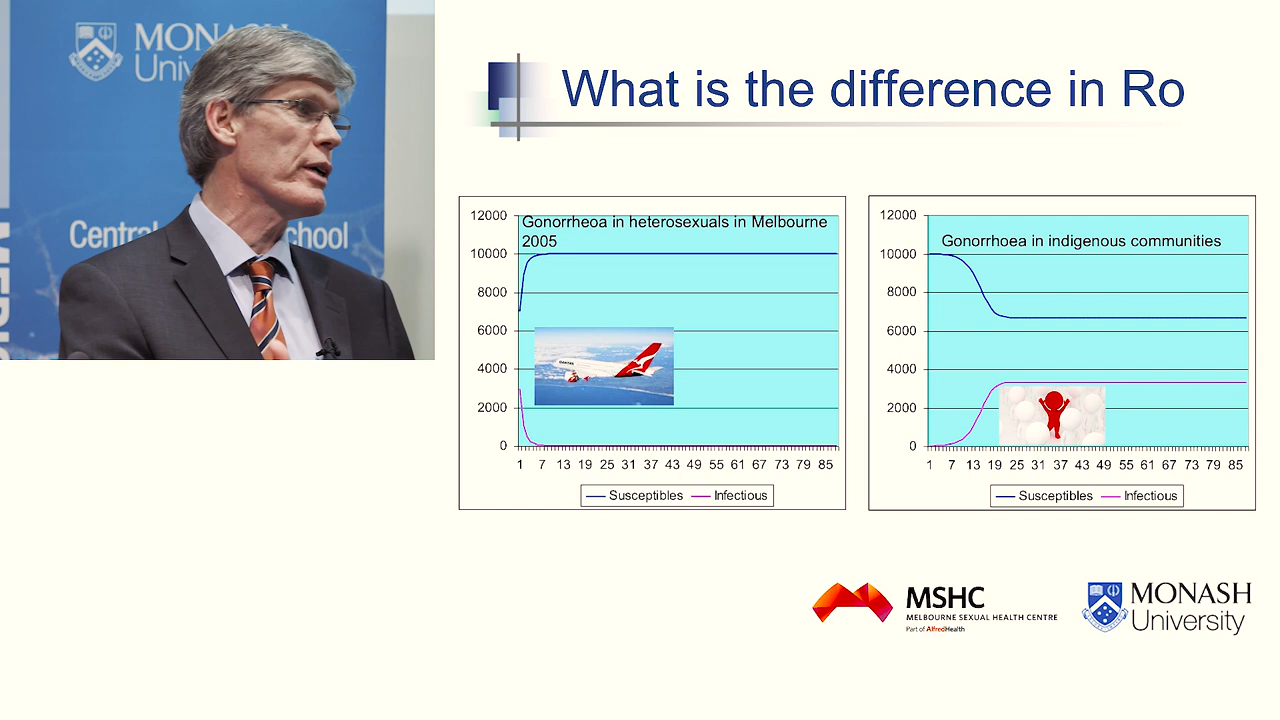 MONA
Univ
Central
chool
What is the difference in Ro
Gonorrheoa in heterosexuals in Melbourne
2005
12000
10000
8000
6000
4000
2000
0
1 7 13 19 25 31 37 43 49 55 61 67 73 79 85
Susceptibles Infectious
Gonorrhoea in indigenous communities
12000
10000
8000
6000
4000
2000
0
1 7 13 19 25 31 37 43 49 55 61 67 73 79 85
Susceptibles Infectious
MSHC
MELBOURNE SEXUAL HEALTH CENTRE
Part of AlfredHealth
MONASH
University